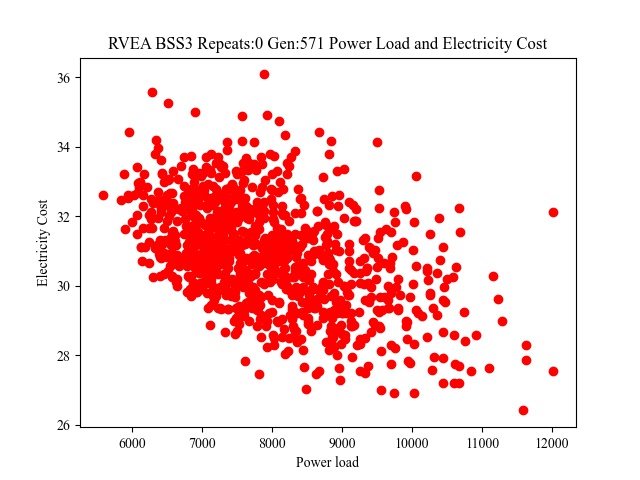 RVEA BSS3 Repeats:0 Gen:571 Power Load and Electricity Cost
36
34
32
30
28
26
Electricity Cost
6000 7000 8000 9000 10000 11000 12000
Power load